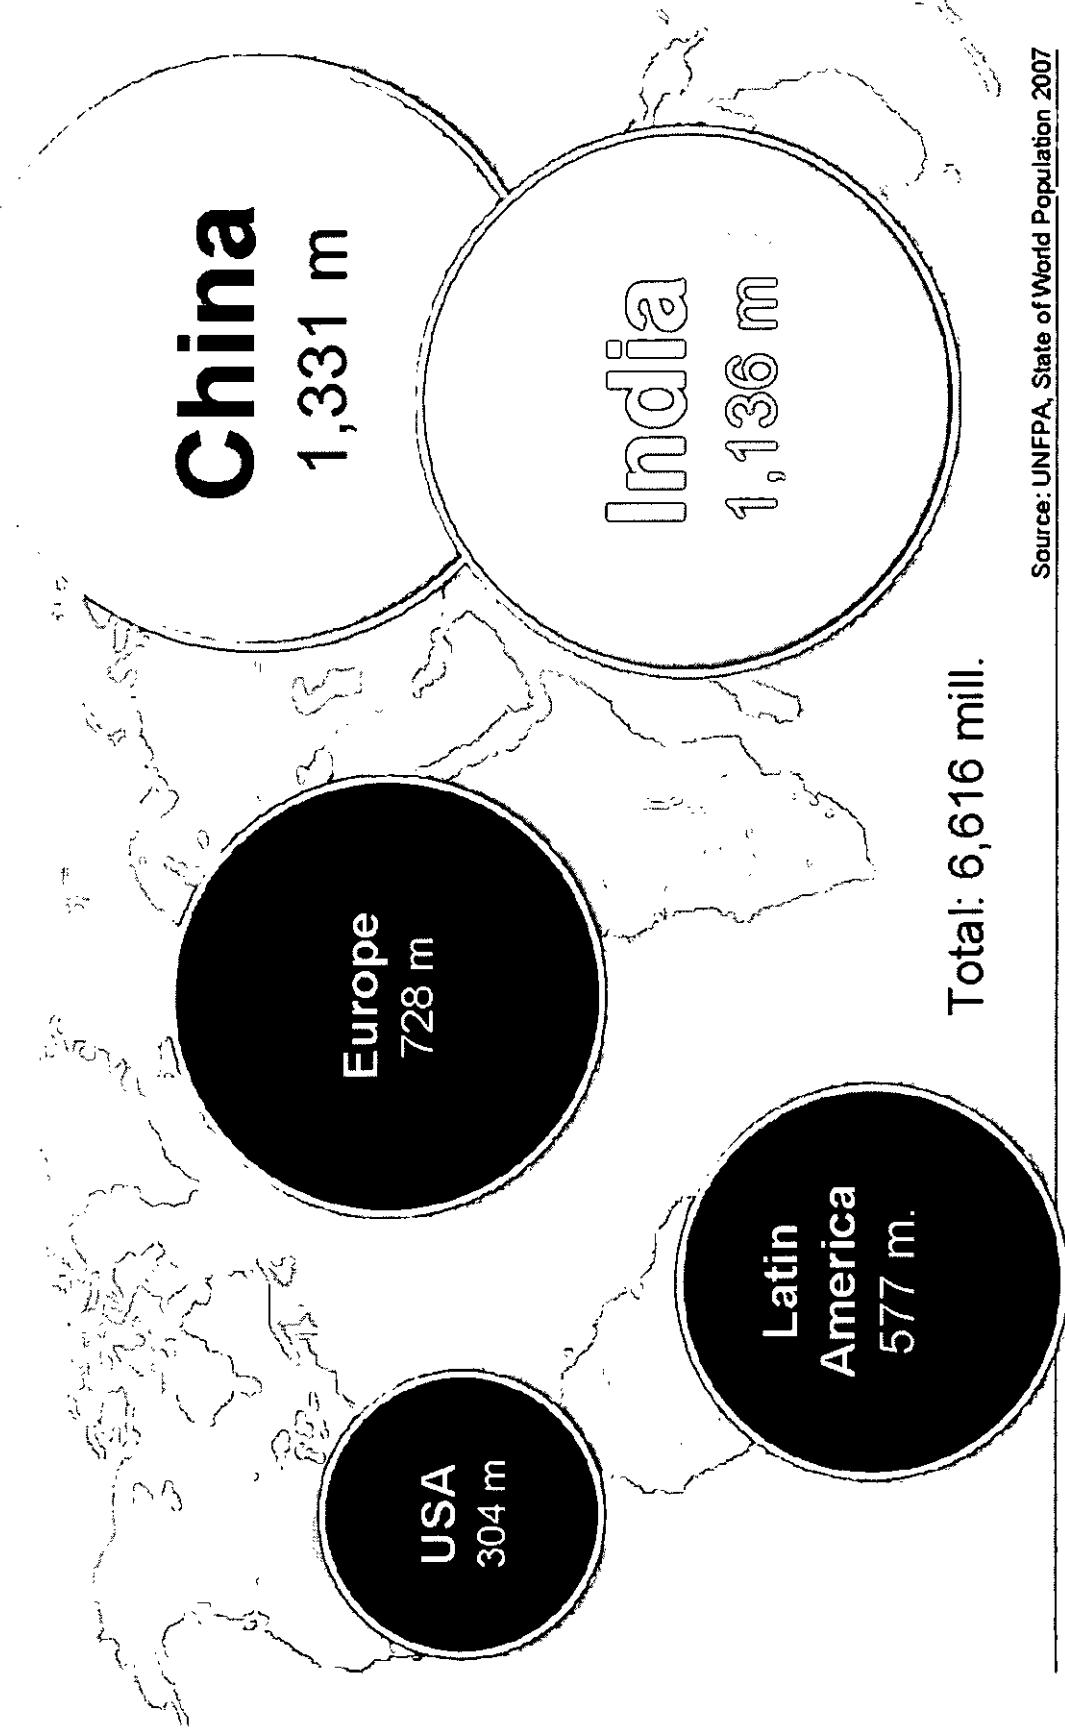 China
1,331 m
India
1,136 m
Europe
728 m
USA
304 m
Latin
America
577 m.
Total: 6,616 mill.
Source: UNFPA, State of World Population 2007